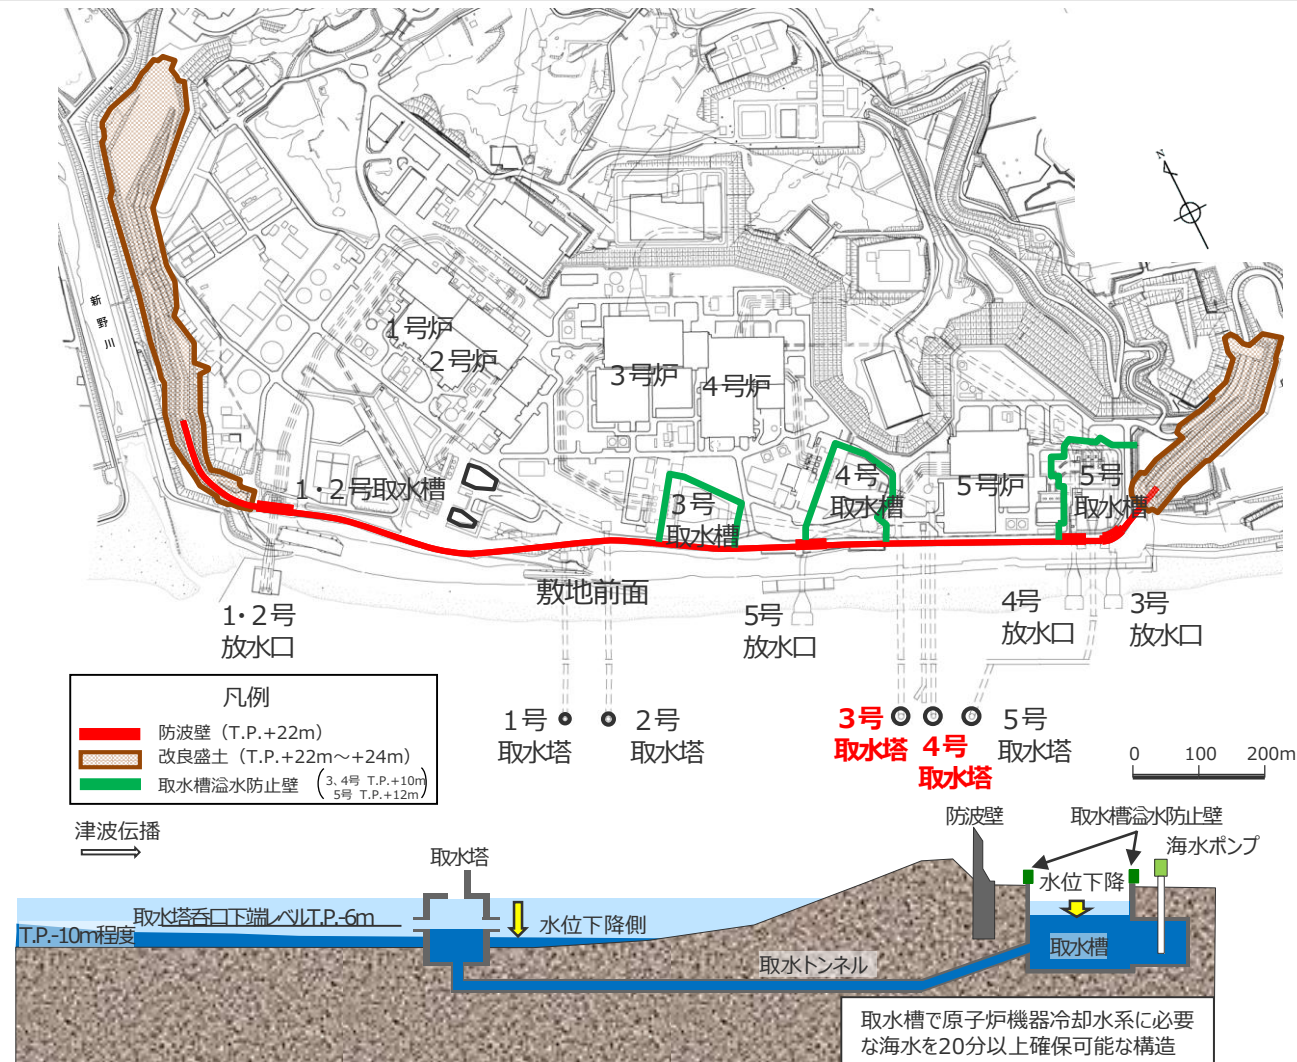 N
新野川
1号炉
2号炉
3号炉
4号炉
5号炉
1・2号取水槽
3号
取水槽
4号
取水槽
5号
取水槽
敷地前面
1・2号
放水口
5号
放水口
4号
放水口
3号
放水口
1号
取水塔
2号
取水塔
3号
取水塔
4号
取水塔
5号
取水塔
0 100 200m
凡例
防波壁（T.P.+22m）
改良盛土（T.P.+22m～+24m）
取水槽溢水防止壁（3、4号 T.P.+10m
5号 T.P.+12m）
津波伝播
取水塔
防波壁
取水槽溢水防止壁
海水ポンプ
取水塔呑口下端レベルT.P.-6m
T.P.-10m程度
水位下降側
水位下降
取水槽
取水トンネル
取水槽で原子炉機器冷却水系に必要
な海水を20分以上確保可能な構造